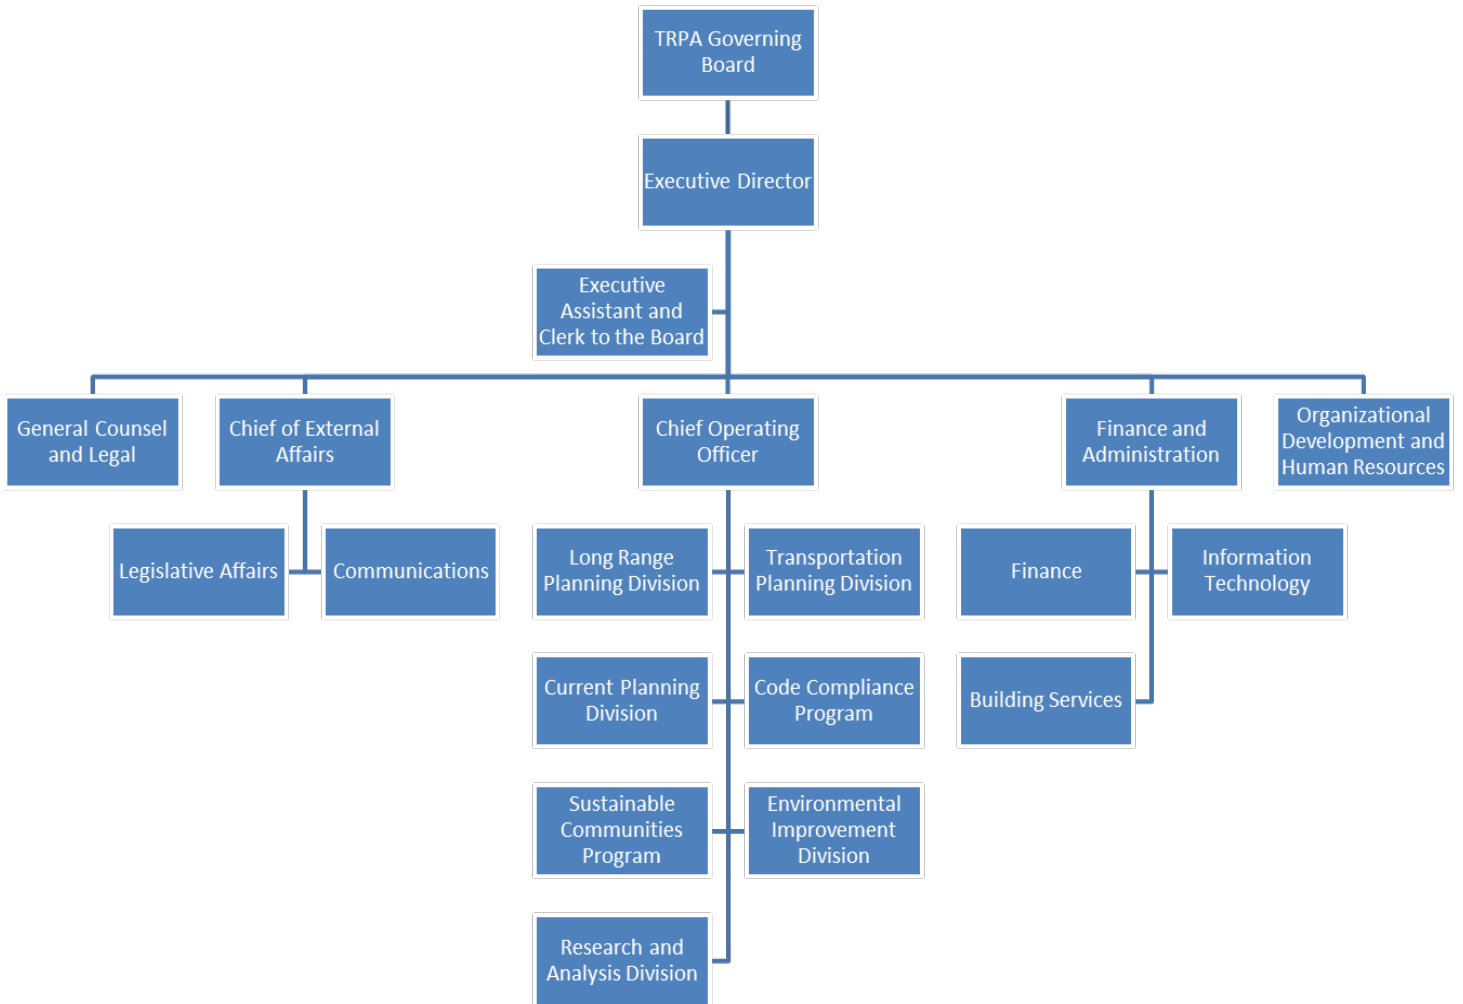 TRPA Governing
Board
Executive Director
Executive
Assistant and
Clerk to the Board
General Counsel
and Legal
Chief of External
Affairs
Chief Operating
Officer
Finance and
Administration
Organizational
Development and
Human Resources
Legislative Affairs
Communications
Long Range
Planning Division
Transportation
Planning Division
Finance
Information
Technology
Current Planning
Division
Code Compliance
Program
Building Services
Sustainable
Communities
Program
Environmental
Improvement
Division
Research and
Analysis Division